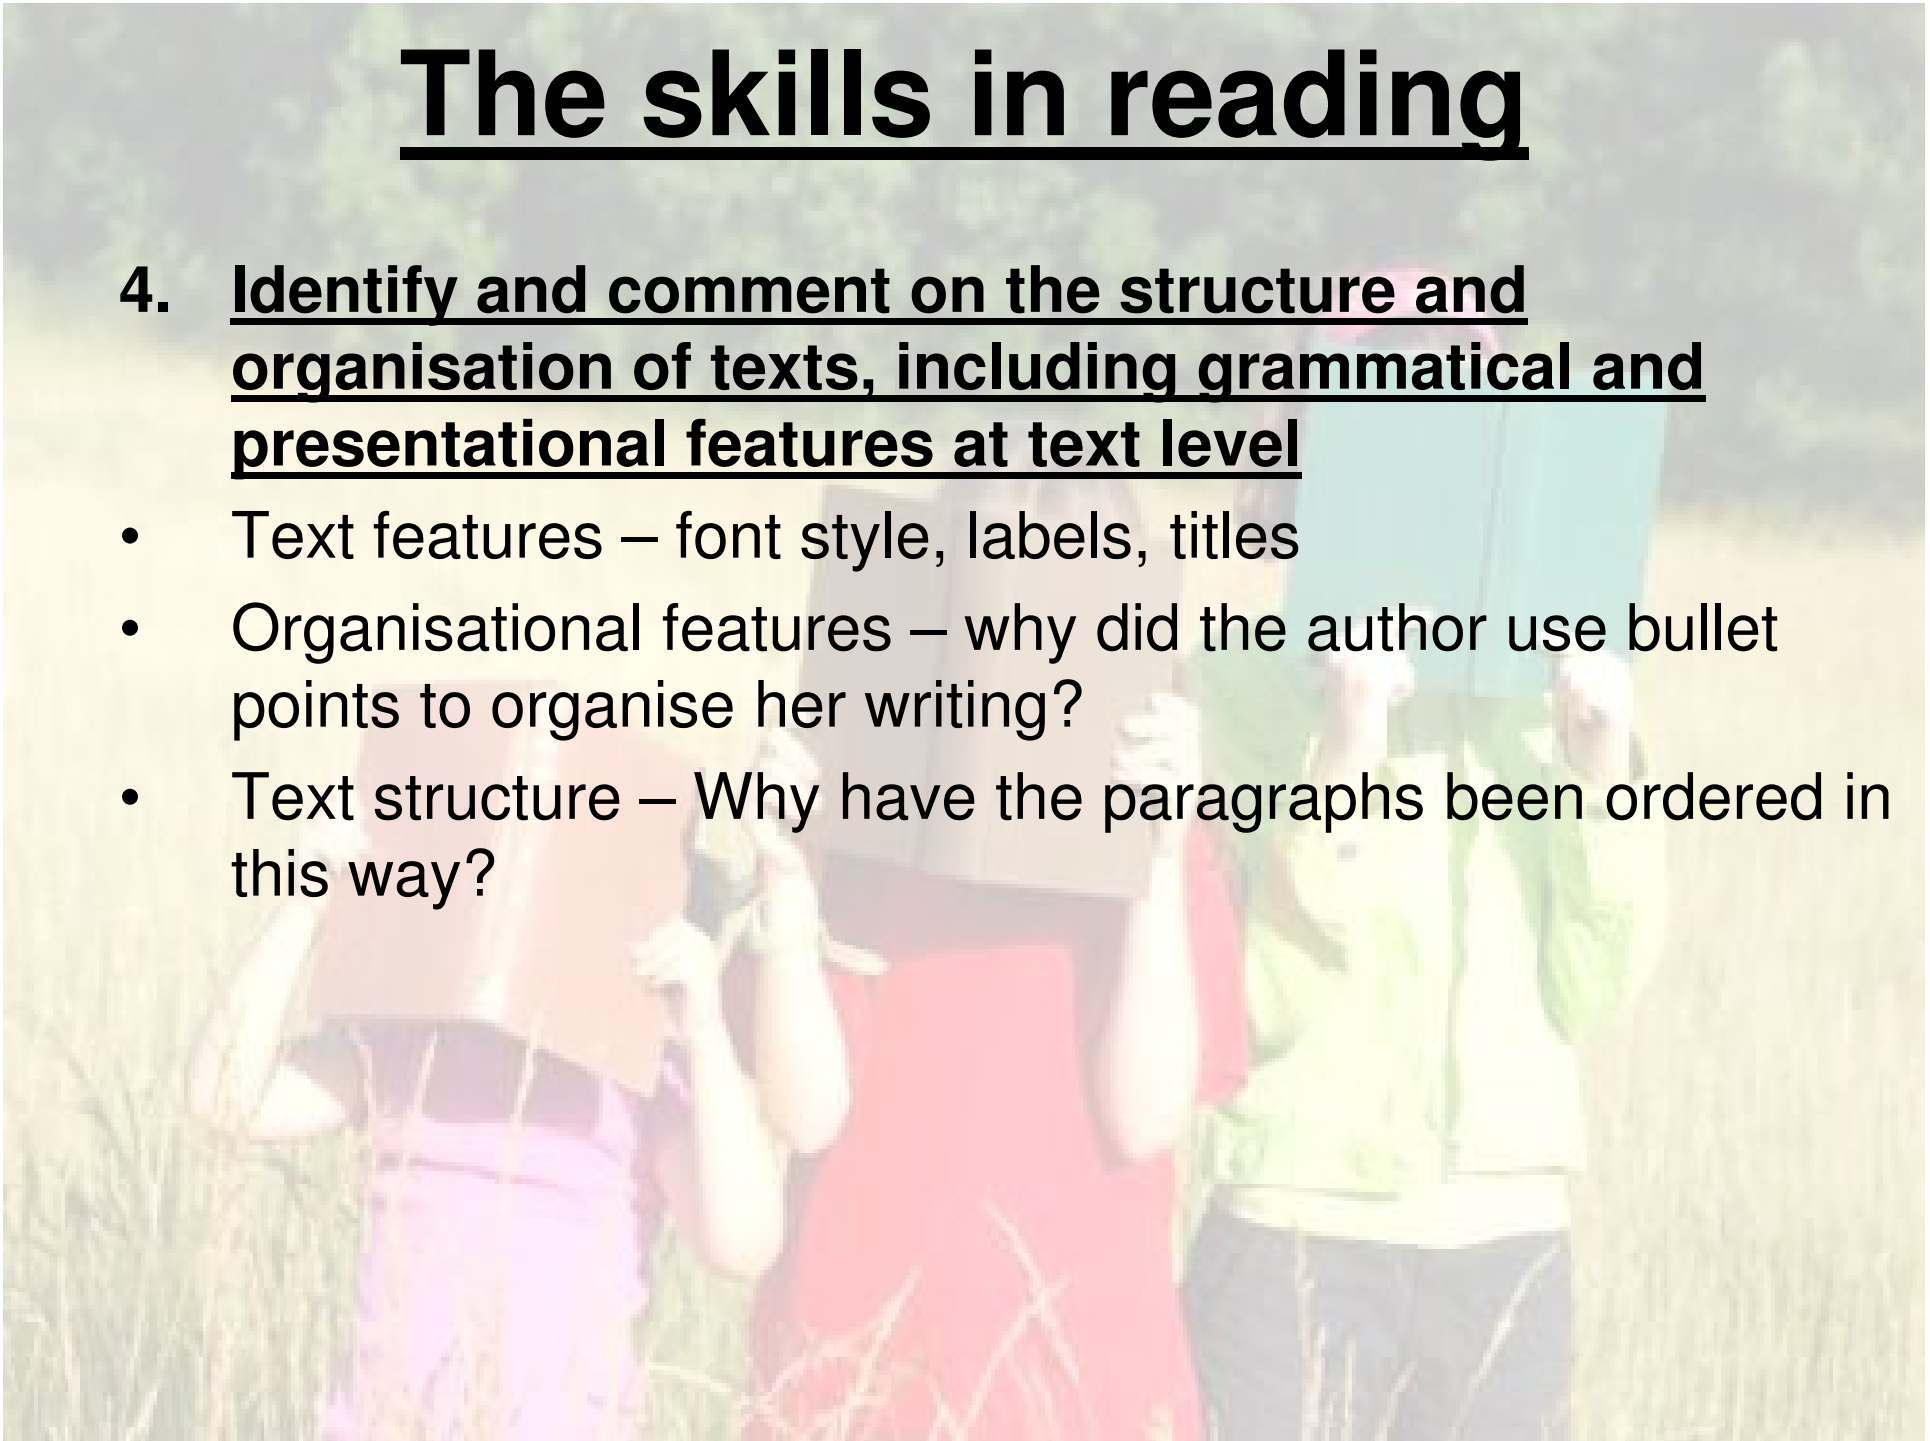 The skills in reading
4. Identify and comment on the structure and
organisation of texts, including grammatical and
presentational features at text level
• Text features – font style, labels, titles
• Organisational features – why did the author use bullet
points to organise her writing?
• Text structure – Why have the paragraphs been ordered in
this way?